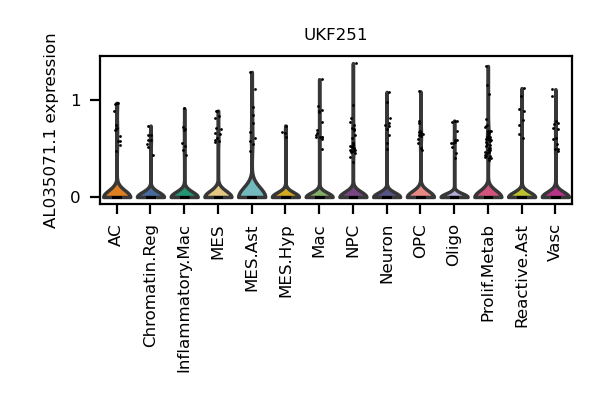 UKF251
AL035071.1 expression
1
0
AC
Chromatin.Reg
Inflammatory.Mac
MES
MES.Ast
MES.Hyp
Mac
NPC
Neuron
OPC
Oligo
Prolif.Metab
Reactive.Ast
Vasc